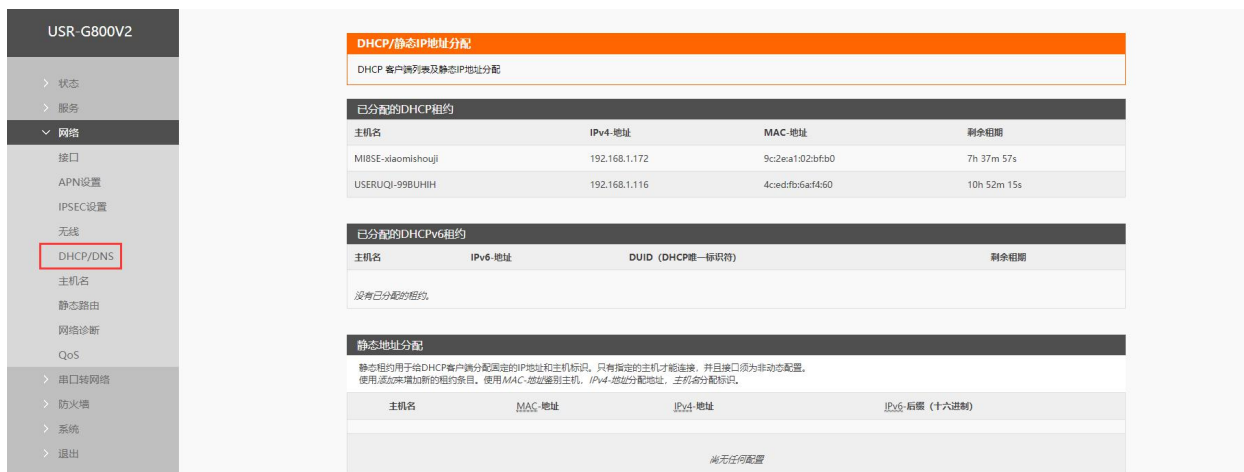 USR-G800V2
状态
服务
网络
接口
APN设置
IPSEC设置
无线
DHCP/DNS
主机名
静态路由
网络诊断
QoS
串口转网络
防火墙
系统
退出
DHCP/静态IP地址分配
DHCP 客户端列表及静态IP地址分配
已分配的DHCP租约
主机名 IPv4-地址 MAC-地址 剩余租期
MI8SE-xiaomishouji 192.168.1.172 9c:2e:a1:02:bf:b0 7h 37m 57s
USERUQI-99BUHIH 192.168.1.116 4c:ed:fb:6a:f4:60 10h 52m 15s
已分配的DHCPv6租约
主机名 IPv6-地址 DUID（DHCP唯一标识符） 剩余租期
没有已分配的租约。
静态地址分配
静态租约用于给DHCP客户端分配固定的IP地址和主机标识。只有指定的主机才能连接，并且接口须为非动态配置。
使用添加来增加新的租约条目。使用MAC-地址鉴别主机，IPv4-地址分配地址，主机名分配标识。
主机名 MAC-地址 IPv4-地址 IPv6-后缀（十六进制）
尚无任何配置